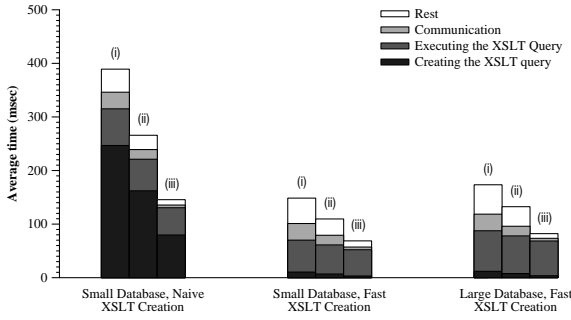 500
400
300
200
100
0
Average time (msec)
Rest
Communication
Executing the XSLT Query
Creating the XSLT query
(i)
(ii)
(iii)
(i)
(ii)
(iii)
(i)
(ii)
(iii)
Small Database, Naive
XSLT Creation
Small Database, Fast
XSLT Creation
Large Database, Fast
XSLT Creation